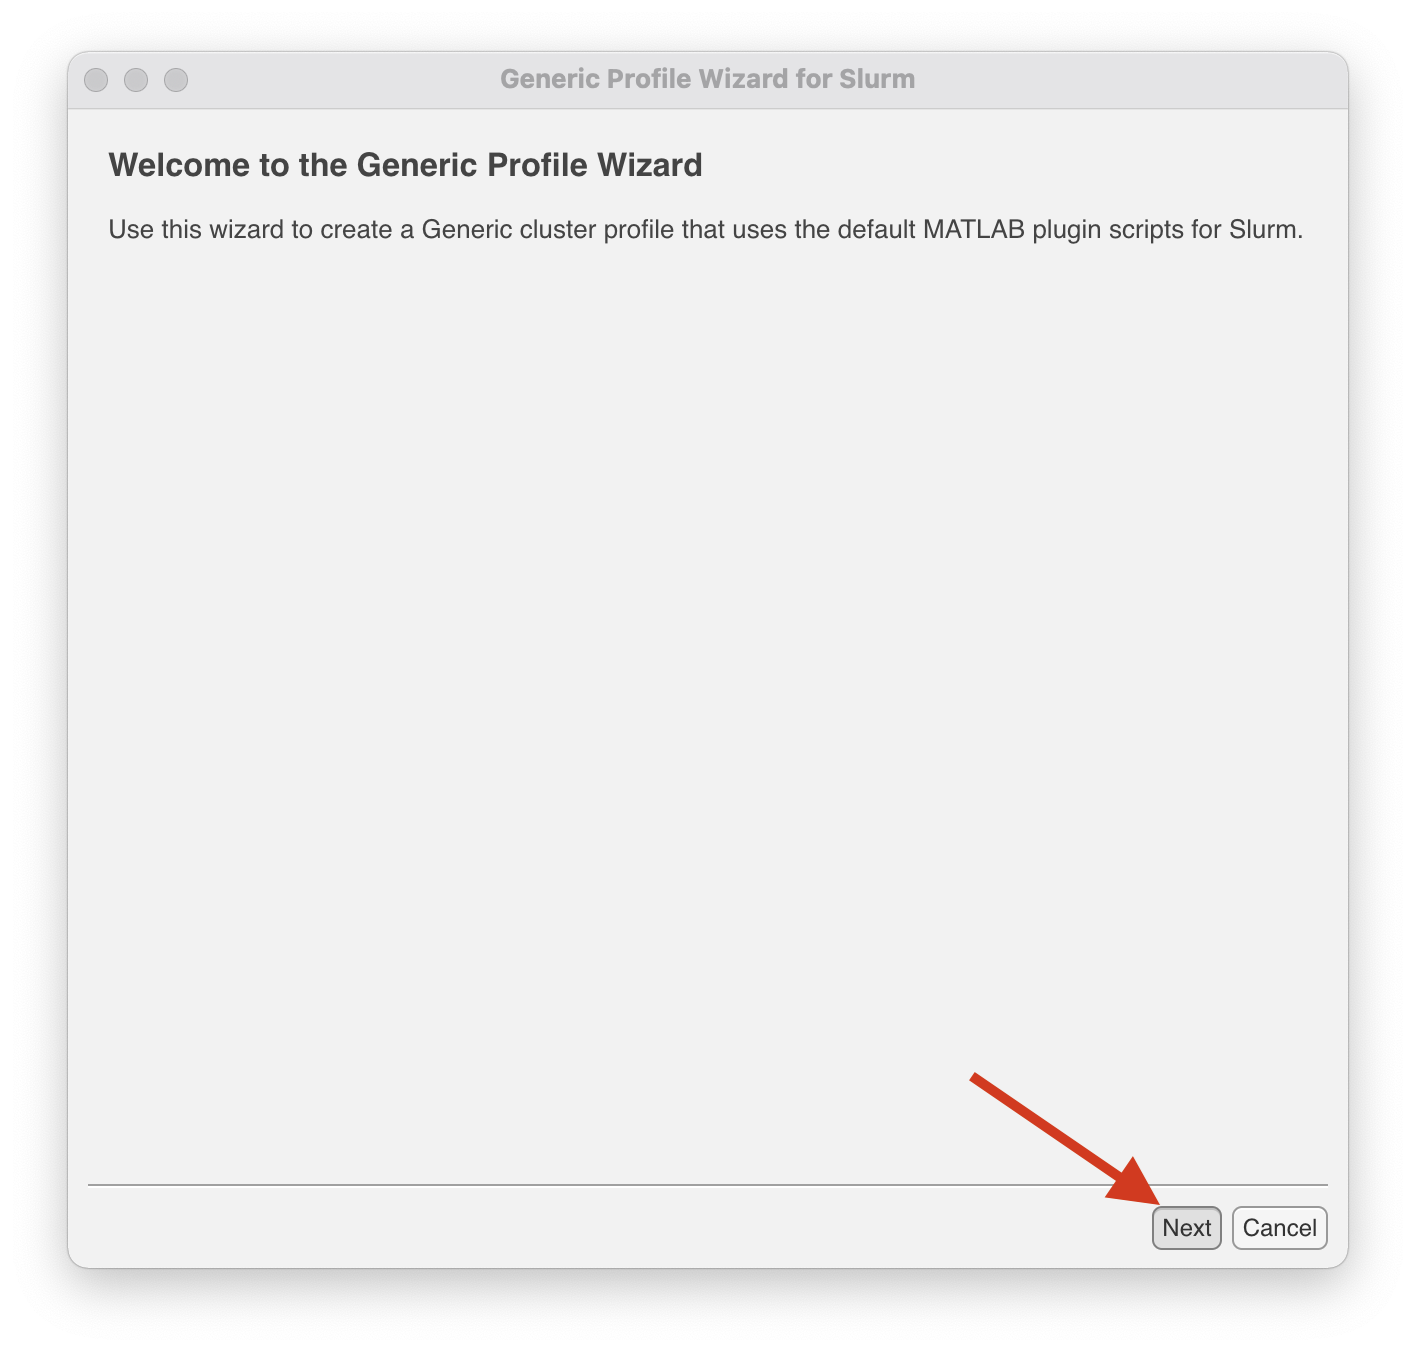 Generic Profile Wizard for Slurm
Welcome to the Generic Profile Wizard
Use this wizard to create a Generic cluster profile that uses the default MATLAB plugin scripts for Slurm.
Next Cancel